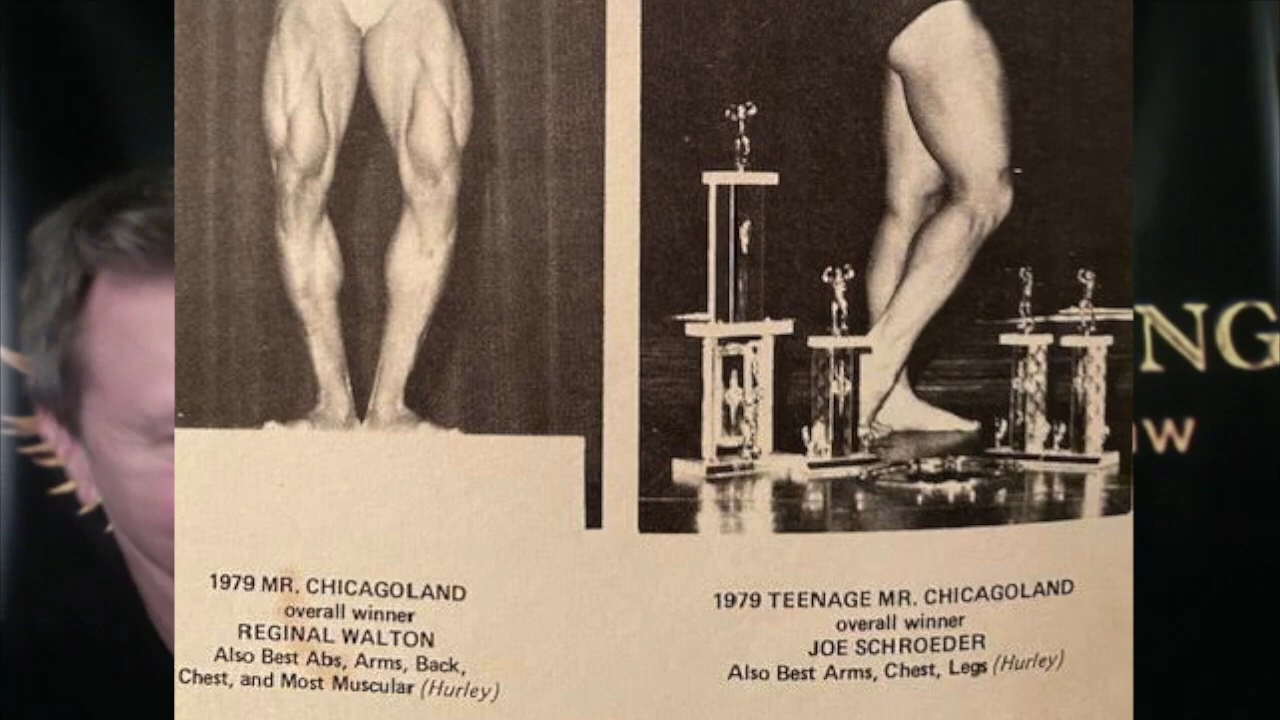 1979 MR. CHICAGOLAND
overall winner
REGINAL WALTON
Also Best Abs, Arms, Back,
Chest, and Most Muscular (Hurley)
1979 TEENAGE MR. CHICAGOLAND
overall winner
JOE SCHROEDER
Also Best Arms, Chest, Legs (Hurley)
NG